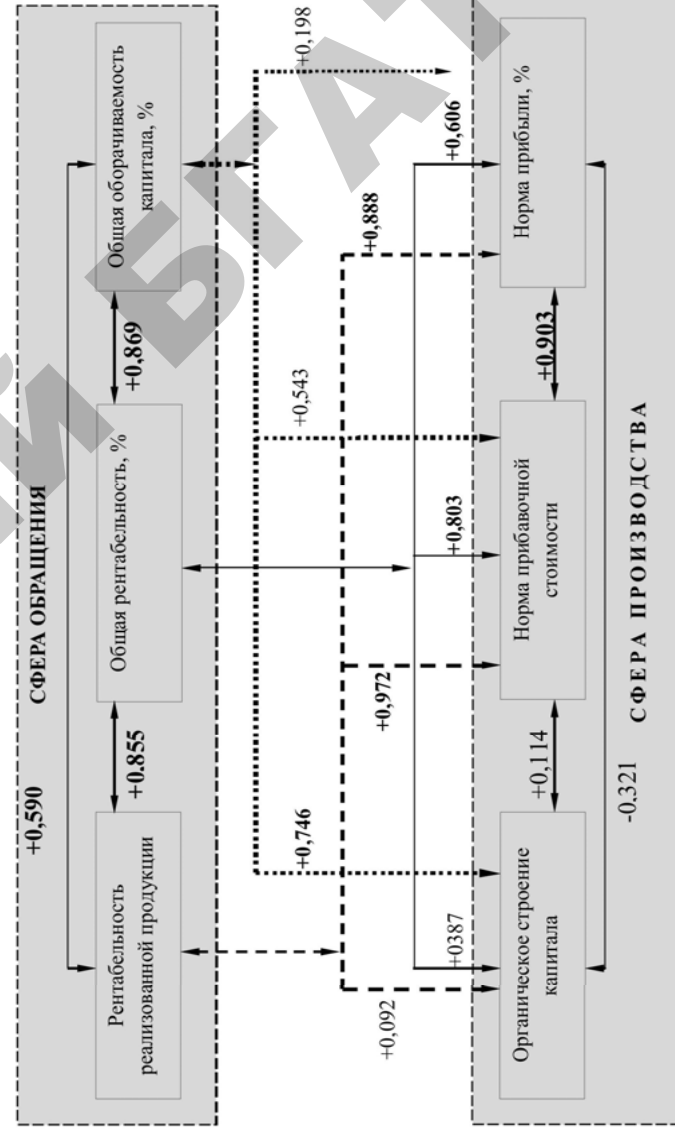 СФЕРА ОБРАЩЕНИЯ
+0,590
Рентабельность
реализованной продукции
+0.855
Общая рентабельность, %
+0,869
Общая оборачиваемость
капитала, %
+0,198
+0,543
+0,746
+0,888
+0,972
+0,092
+0,606
+0,803
+0387
Органическое строение
капитала
+0,114
Норма прибавочной
стоимости
+0.903
Норма прибыли, %
-0.321
СФЕРА ПРОИЗВОДСТВА
Й БГАТ